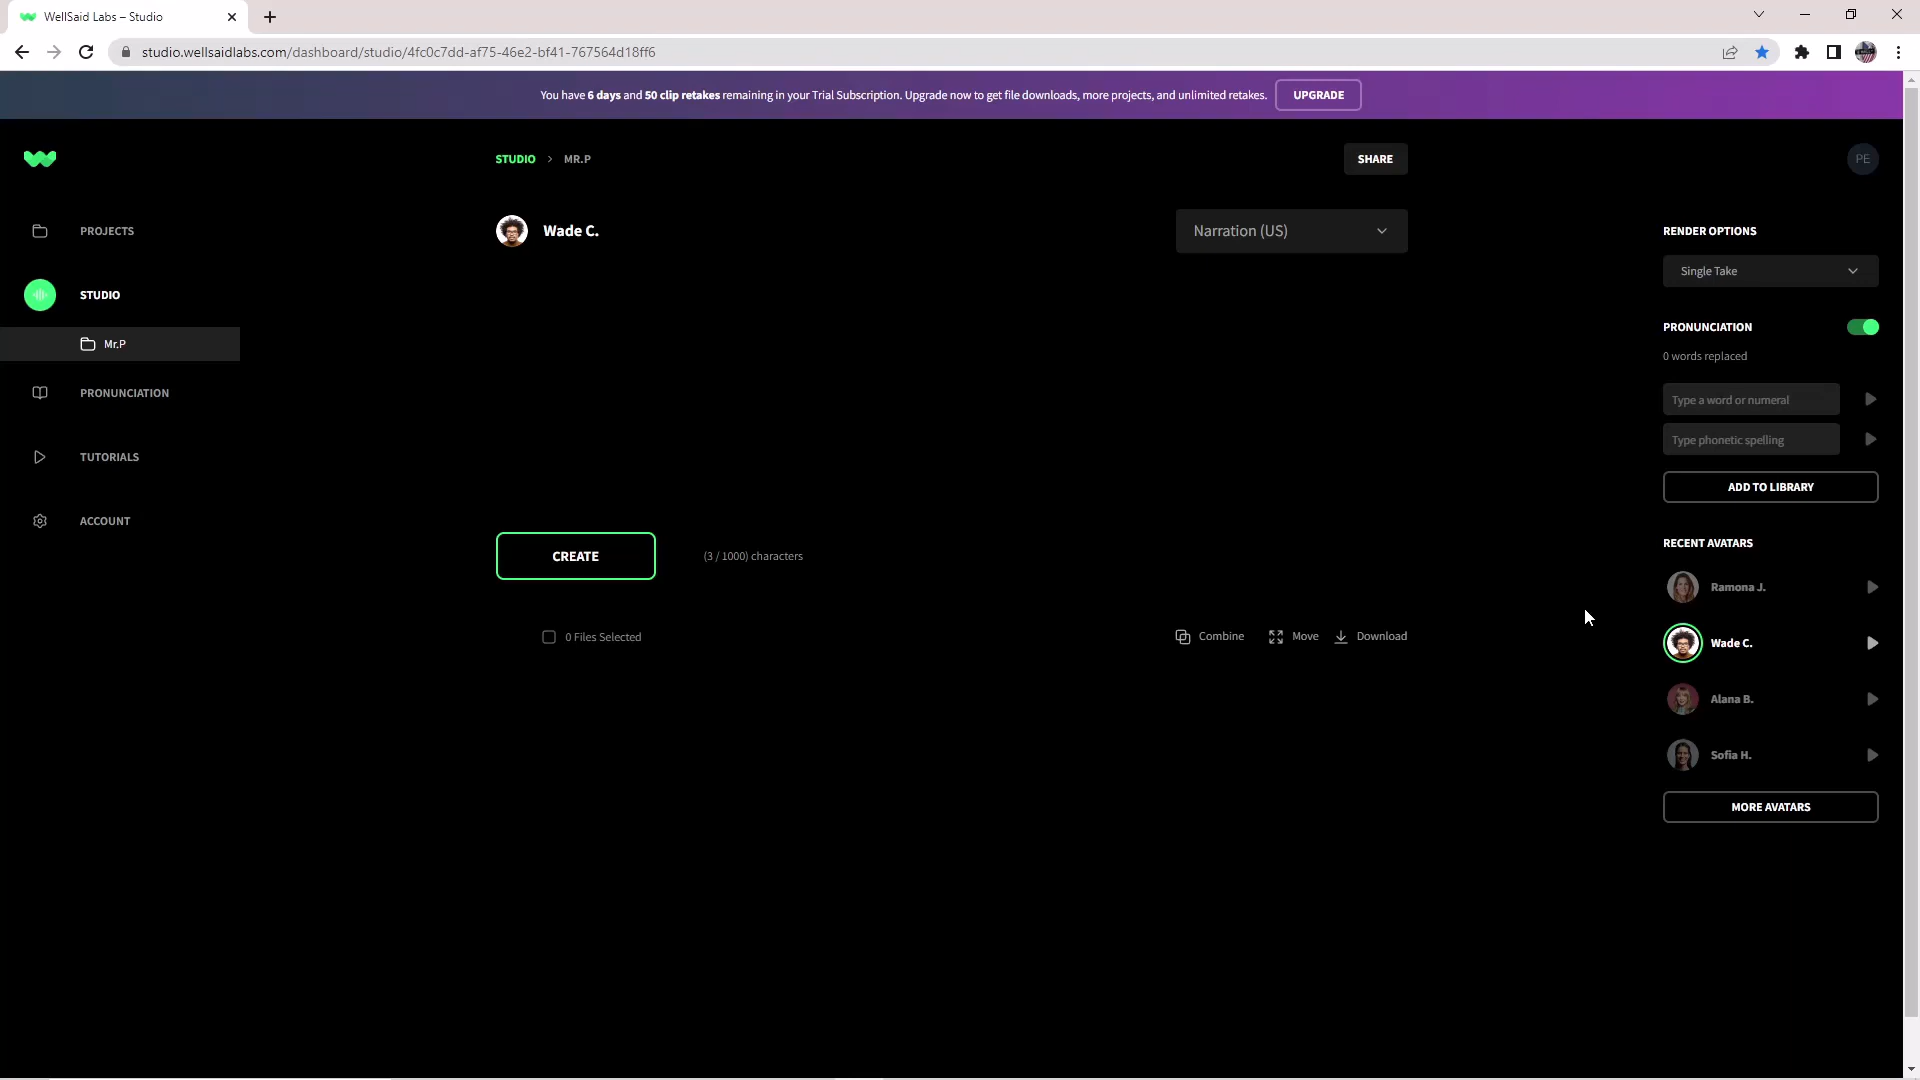 WellSaid Labs – Studio
studio.wellsaidlabs.com/dashboard/studio/4fc0c7dd-af75-46e2-bf41-767564d18ff6
You have 6 days and 50 clip retakes remaining in your Trial Subscription. Upgrade now to get file downloads, more projects, and unlimited retakes. UPGRADE
STUDIO > MR.P
SHARE
PE
PROJECTS
STUDIO
Mr.P
PRONUNCIATION
TUTORIALS
ACCOUNT
Wade C.
Narration (US)
CREATE
(3 / 1000) characters
0 Files Selected
Combine
Move
Download
RENDER OPTIONS
Single Take
PRONUNCIATION
0 words replaced
Type a word or numeral
Type phonetic spelling
ADD TO LIBRARY
RECENT AVATARS
Ramona J.
Wade C.
Alana B.
Sofia H.
MORE AVATARS